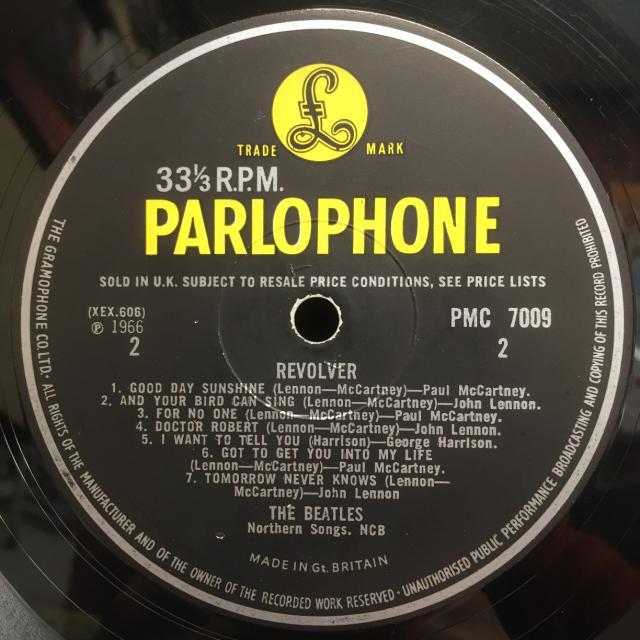 TRADE MARK
33⅓ R.P.M.
PARLOPHONE
SOLD IN U.K. SUBJECT TO RESALE PRICE CONDITIONS, SEE PRICE LISTS
(XEX.606)
℗ 1966
2
PMC 7009
2
REVOLVER
1. GOOD DAY SUNSHINE (Lennon—McCartney)—Paul McCartney.
2. AND YOUR BIRD CAN SING (Lennon—McCartney)—John Lennon.
3. FOR NO ONE (Lennon—McCartney)—Paul McCartney.
4. DOCTOR ROBERT (Lennon—McCartney)—John Lennon.
5. I WANT TO TELL YOU (Harrison)—George Harrison.
6. GOT TO GET YOU INTO MY LIFE
(Lennon—McCartney)—Paul McCartney.
7. TOMORROW NEVER KNOWS (Lennon—
McCartney)—John Lennon
THE BEATLES
Northern Songs. NCB
MADE IN Gt. BRITAIN
THE GRAMOPHONE CO. LTD· ALL RIGHTS OF THE MANUFACTURER AND OF THE OWNER OF THE RECORDED WORK RESERVED · UNAUTHORISED PUBLIC PERFORMANCE BROADCASTING AND COPYING OF THIS RECORD PROHIBITED